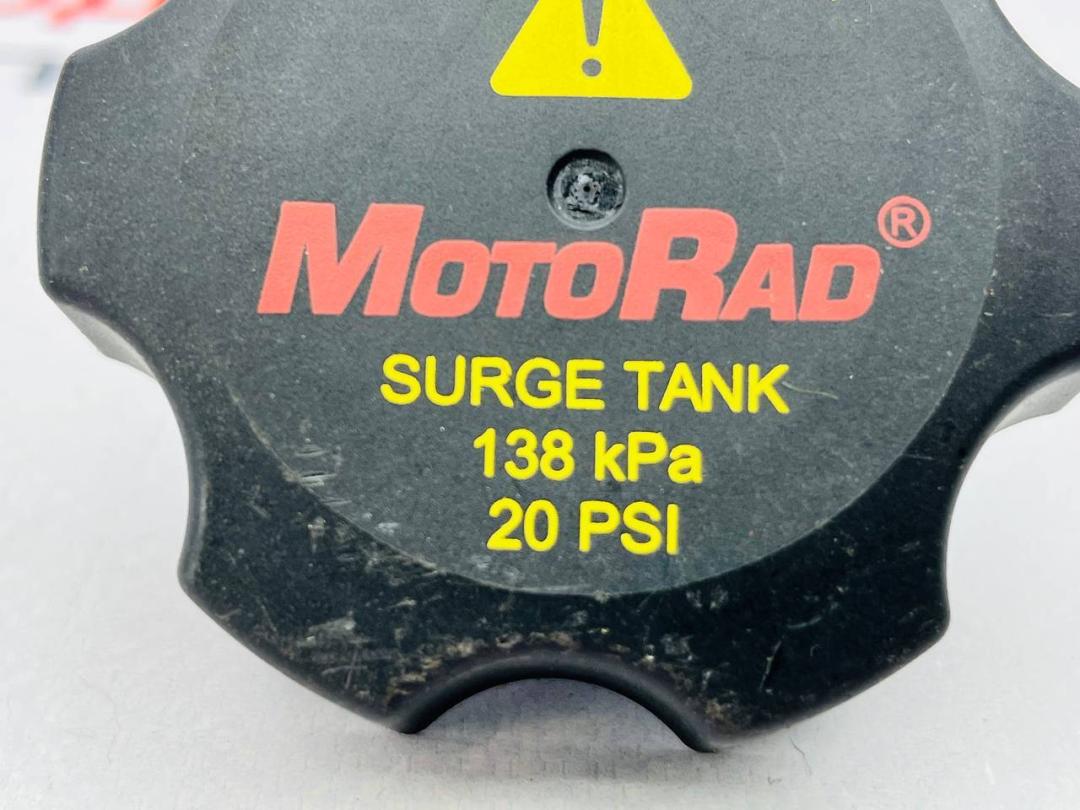 MOTORAD®
SURGE TANK
138 kPa
20 PSI